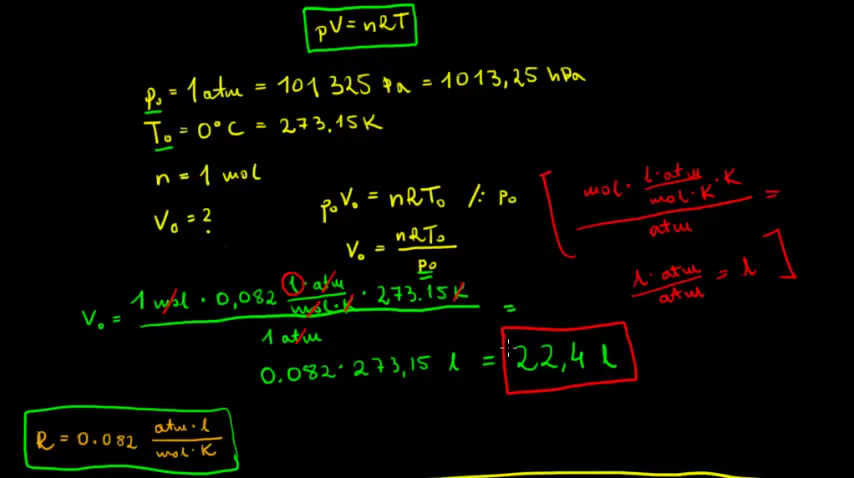 pV = nRT
p₀ = 1 atm = 101 325 Pa = 1013,25 hPa
T₀ = 0°C = 273,15 K
n = 1 mol
V₀ = ?
p₀V₀ = nRT₀ /: p₀
V₀ = nRT₀ / p₀
[ mol · (l · atm / mol · K) · K / atm =
l · atm / atm = l ]
V₀ = 1 mol · 0,082 (l · atm / mol · K) · 273.15 K / 1 atm =
0.082 · 273,15 l = 22,4 l
R = 0.082 atm · l / mol · K